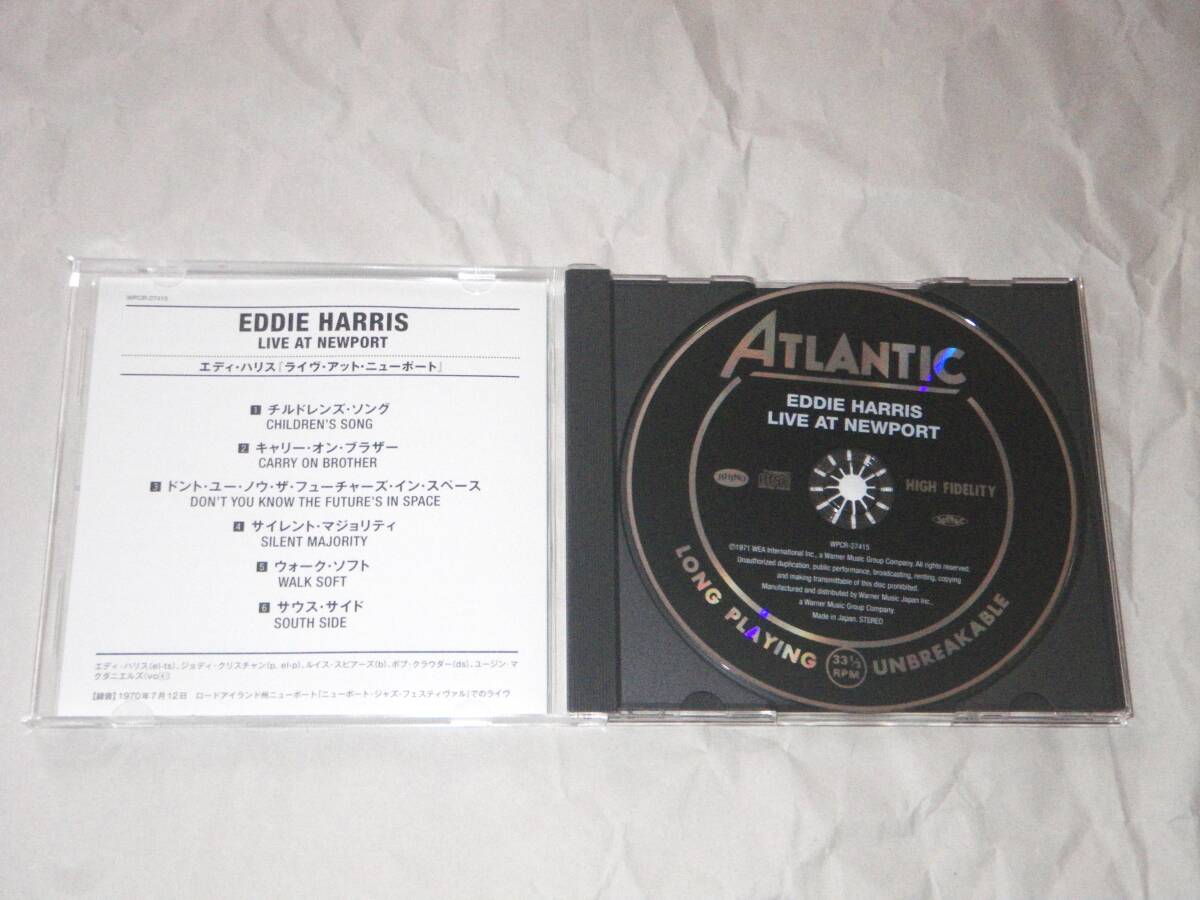 WPCR-27415
EDDIE HARRIS
LIVE AT NEWPORT
エディ・ハリス『ライヴ・アット・ニューポート』
1 チルドレンズ・ソング
CHILDREN'S SONG
2 キャリー・オン・ブラザー
CARRY ON BROTHER
3 ドント・ユー・ノウ・ザ・フューチャーズ・イン・スペース
DON'T YOU KNOW THE FUTURE'S IN SPACE
4 サイレント・マジョリティ
SILENT MAJORITY
5 ウォーク・ソフト
WALK SOFT
6 サウス・サイド
SOUTH SIDE
エディ・ハリス(el-ts)、ジョディ・クリスチャン(p, el-p)、ルイス・スピアーズ(b)、ボブ・クラウダー(ds)、ユージン・マ
クダニエルズ(vo④)
【録音】1970年7月12日 ロードアイランド州ニューポート「ニューポート・ジャズ・フェスティヴァル」でのライヴ
ATLANTIC
EDDIE HARRIS
LIVE AT NEWPORT
RHINO
HIGH FIDELITY
WPCR-27415
℗1971 WEA International Inc., a Warner Music Group Company. All rights reserved.
Unauthorized duplication, public performance, broadcasting, renting, copying
and making transmittable of this disc prohibited.
Manufactured and distributed by Warner Music Japan Inc.,
a Warner Music Group Company.
Made in Japan. STEREO
LONG PLAYING 33⅓ RPM UNBREAKABLE